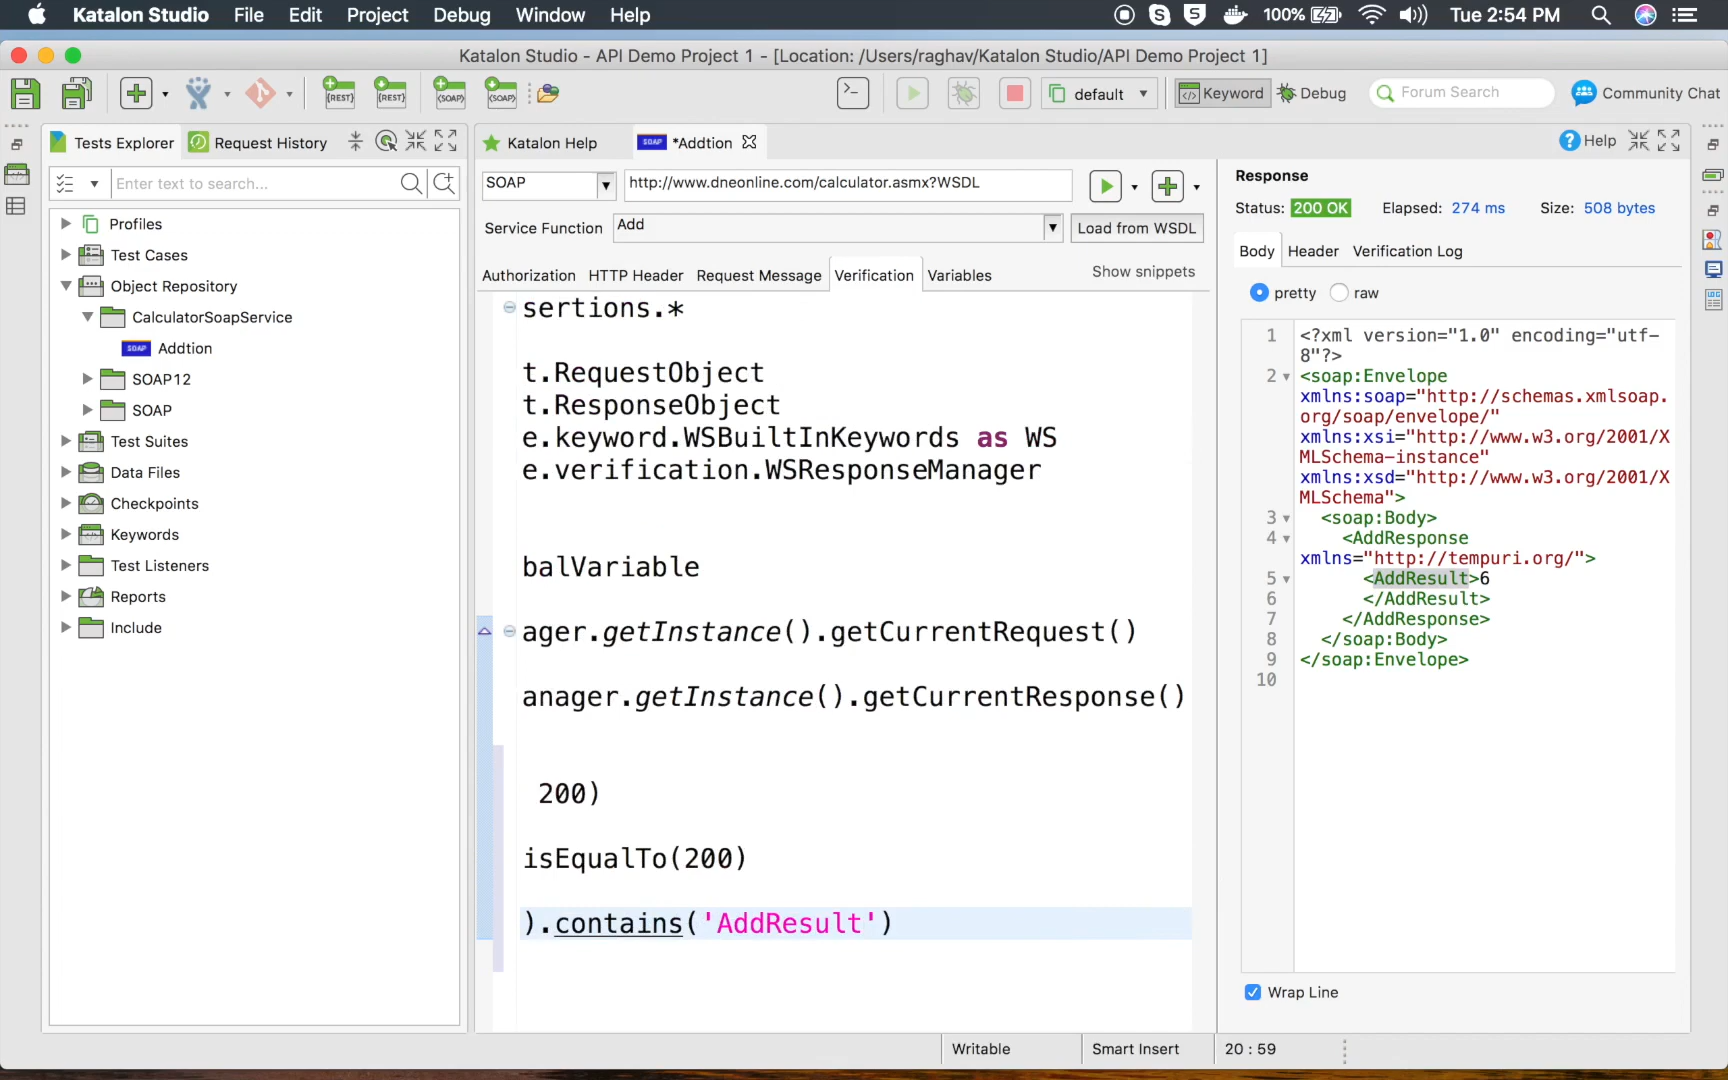 Katalon Studio File Edit Project Debug Window Help 100% Tue 2:54 PM
Katalon Studio - API Demo Project 1 - [Location: /Users/raghav/Katalon Studio/API Demo Project 1]
REST REST SOAP SOAP default Keyword Debug Forum Search Community Chat
Tests Explorer Request History
Enter text to search...
Profiles
Test Cases
Object Repository
CalculatorSoapService
SOAP Addtion
SOAP12
SOAP
Test Suites
Data Files
Checkpoints
Keywords
Test Listeners
Reports
Include
Katalon Help SOAP *Addtion Help
SOAP http://www.dneonline.com/calculator.asmx?WSDL
Service Function Add Load from WSDL
Authorization HTTP Header Request Message Verification Variables Show snippets
sertions.*
t.RequestObject
t.ResponseObject
e.keyword.WSBuiltInKeywords as WS
e.verification.WSResponseManager
balVariable
ager.getInstance().getCurrentRequest()
anager.getInstance().getCurrentResponse()
200)
isEqualTo(200)
).contains('AddResult')
Response
Status: 200 OK Elapsed: 274 ms Size: 508 bytes
Body Header Verification Log
pretty raw
1 <?xml version="1.0" encoding="utf-
8"?>
2 <soap:Envelope
xmlns:soap="http://schemas.xmlsoap.
org/soap/envelope/"
xmlns:xsi="http://www.w3.org/2001/X
MLSchema-instance"
xmlns:xsd="http://www.w3.org/2001/X
MLSchema">
3 <soap:Body>
4 <AddResponse
xmlns="http://tempuri.org/">
5 <AddResult>6
6 </AddResult>
7 </AddResponse>
8 </soap:Body>
9 </soap:Envelope>
10
Wrap Line
Writable Smart Insert 20 : 59